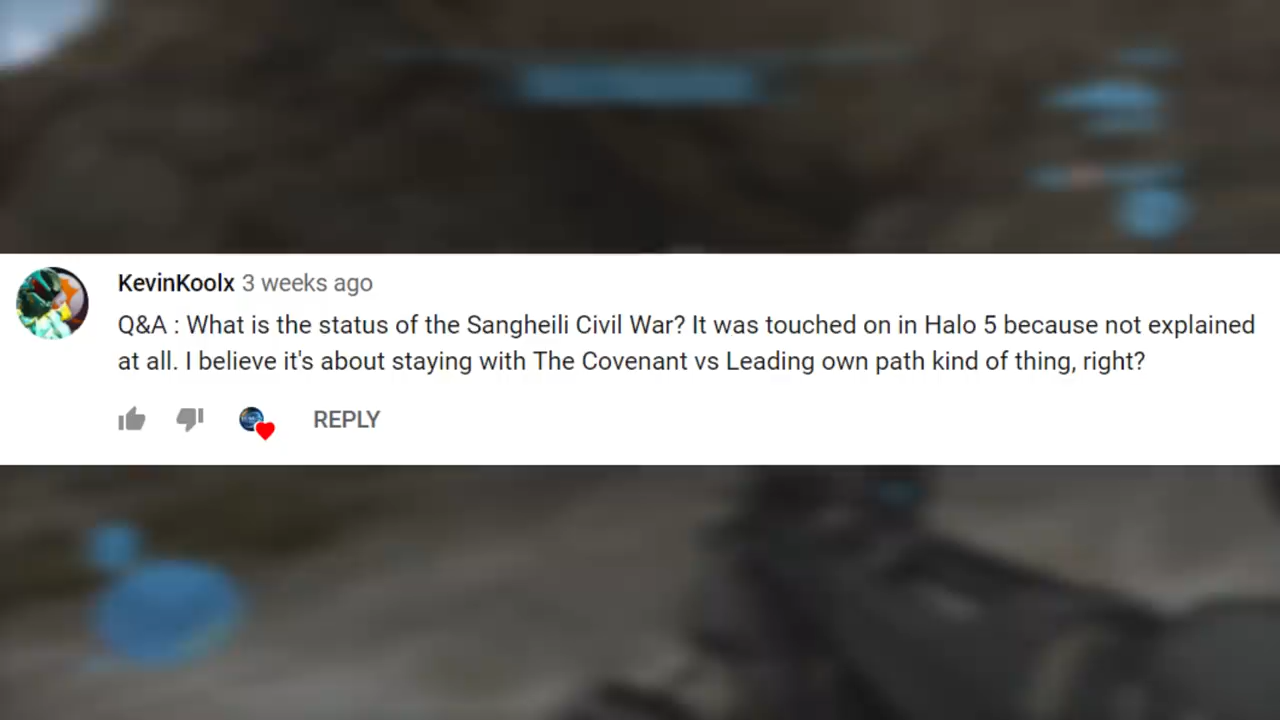 KevinKoolx 3 weeks ago
Q&A : What is the status of the Sangheili Civil War? It was touched on in Halo 5 because not explained
at all. I believe it's about staying with The Covenant vs Leading own path kind of thing, right?
REPLY